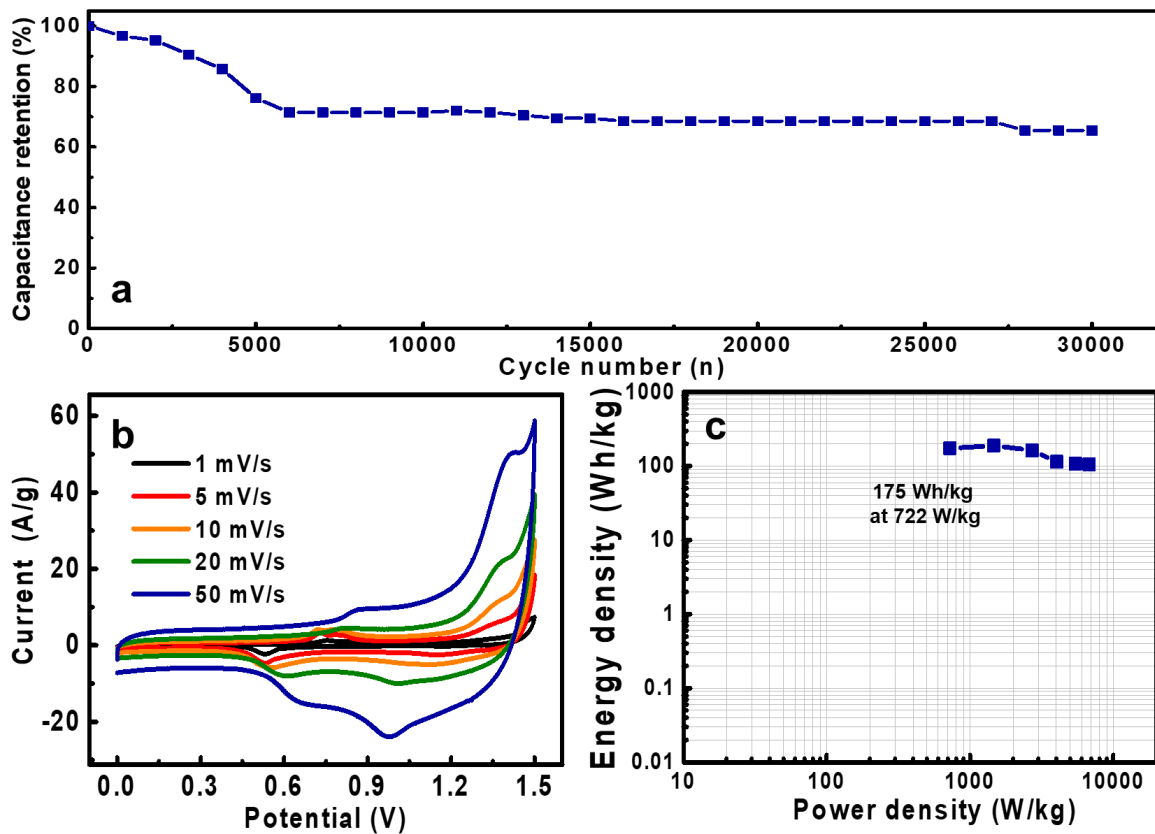 Capacitance retention (%)
100
80
60
40
20
0
a
0 5000 10000 15000 20000 25000 30000
Cycle number (n)
Current (A/g)
60
40
20
0
-20
b
1 mV/s
5 mV/s
10 mV/s
20 mV/s
50 mV/s
0.0 0.3 0.6 0.9 1.2 1.5
Potential (V)
Energy density (Wh/kg)
1000
100
10
1
0.1
0.01
c
175 Wh/kg
at 722 W/kg
10 100 1000 10000
Power density (W/kg)